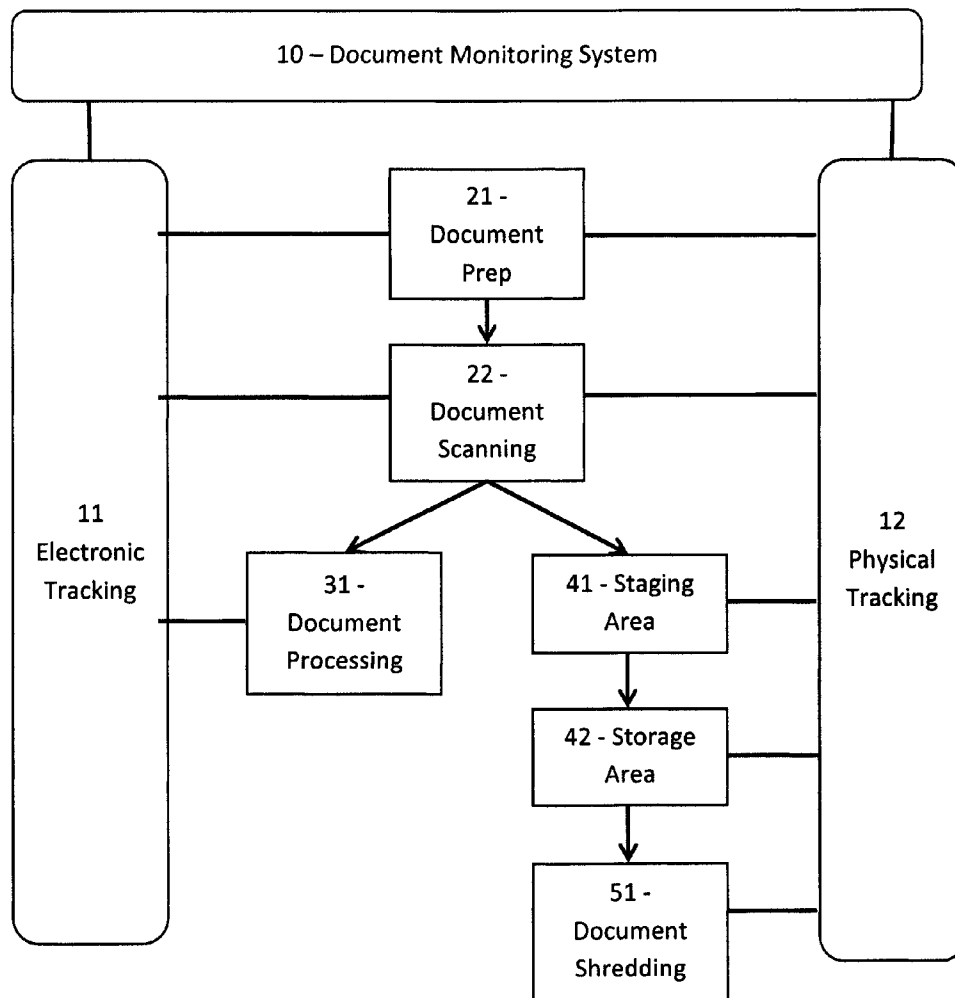 10 – Document Monitoring System
21 -
Document
Prep
22 -
Document
Scanning
11
Electronic
Tracking
12
Physical
Tracking
31 -
Document
Processing
41 - Staging
Area
42 - Storage
Area
51 -
Document
Shredding